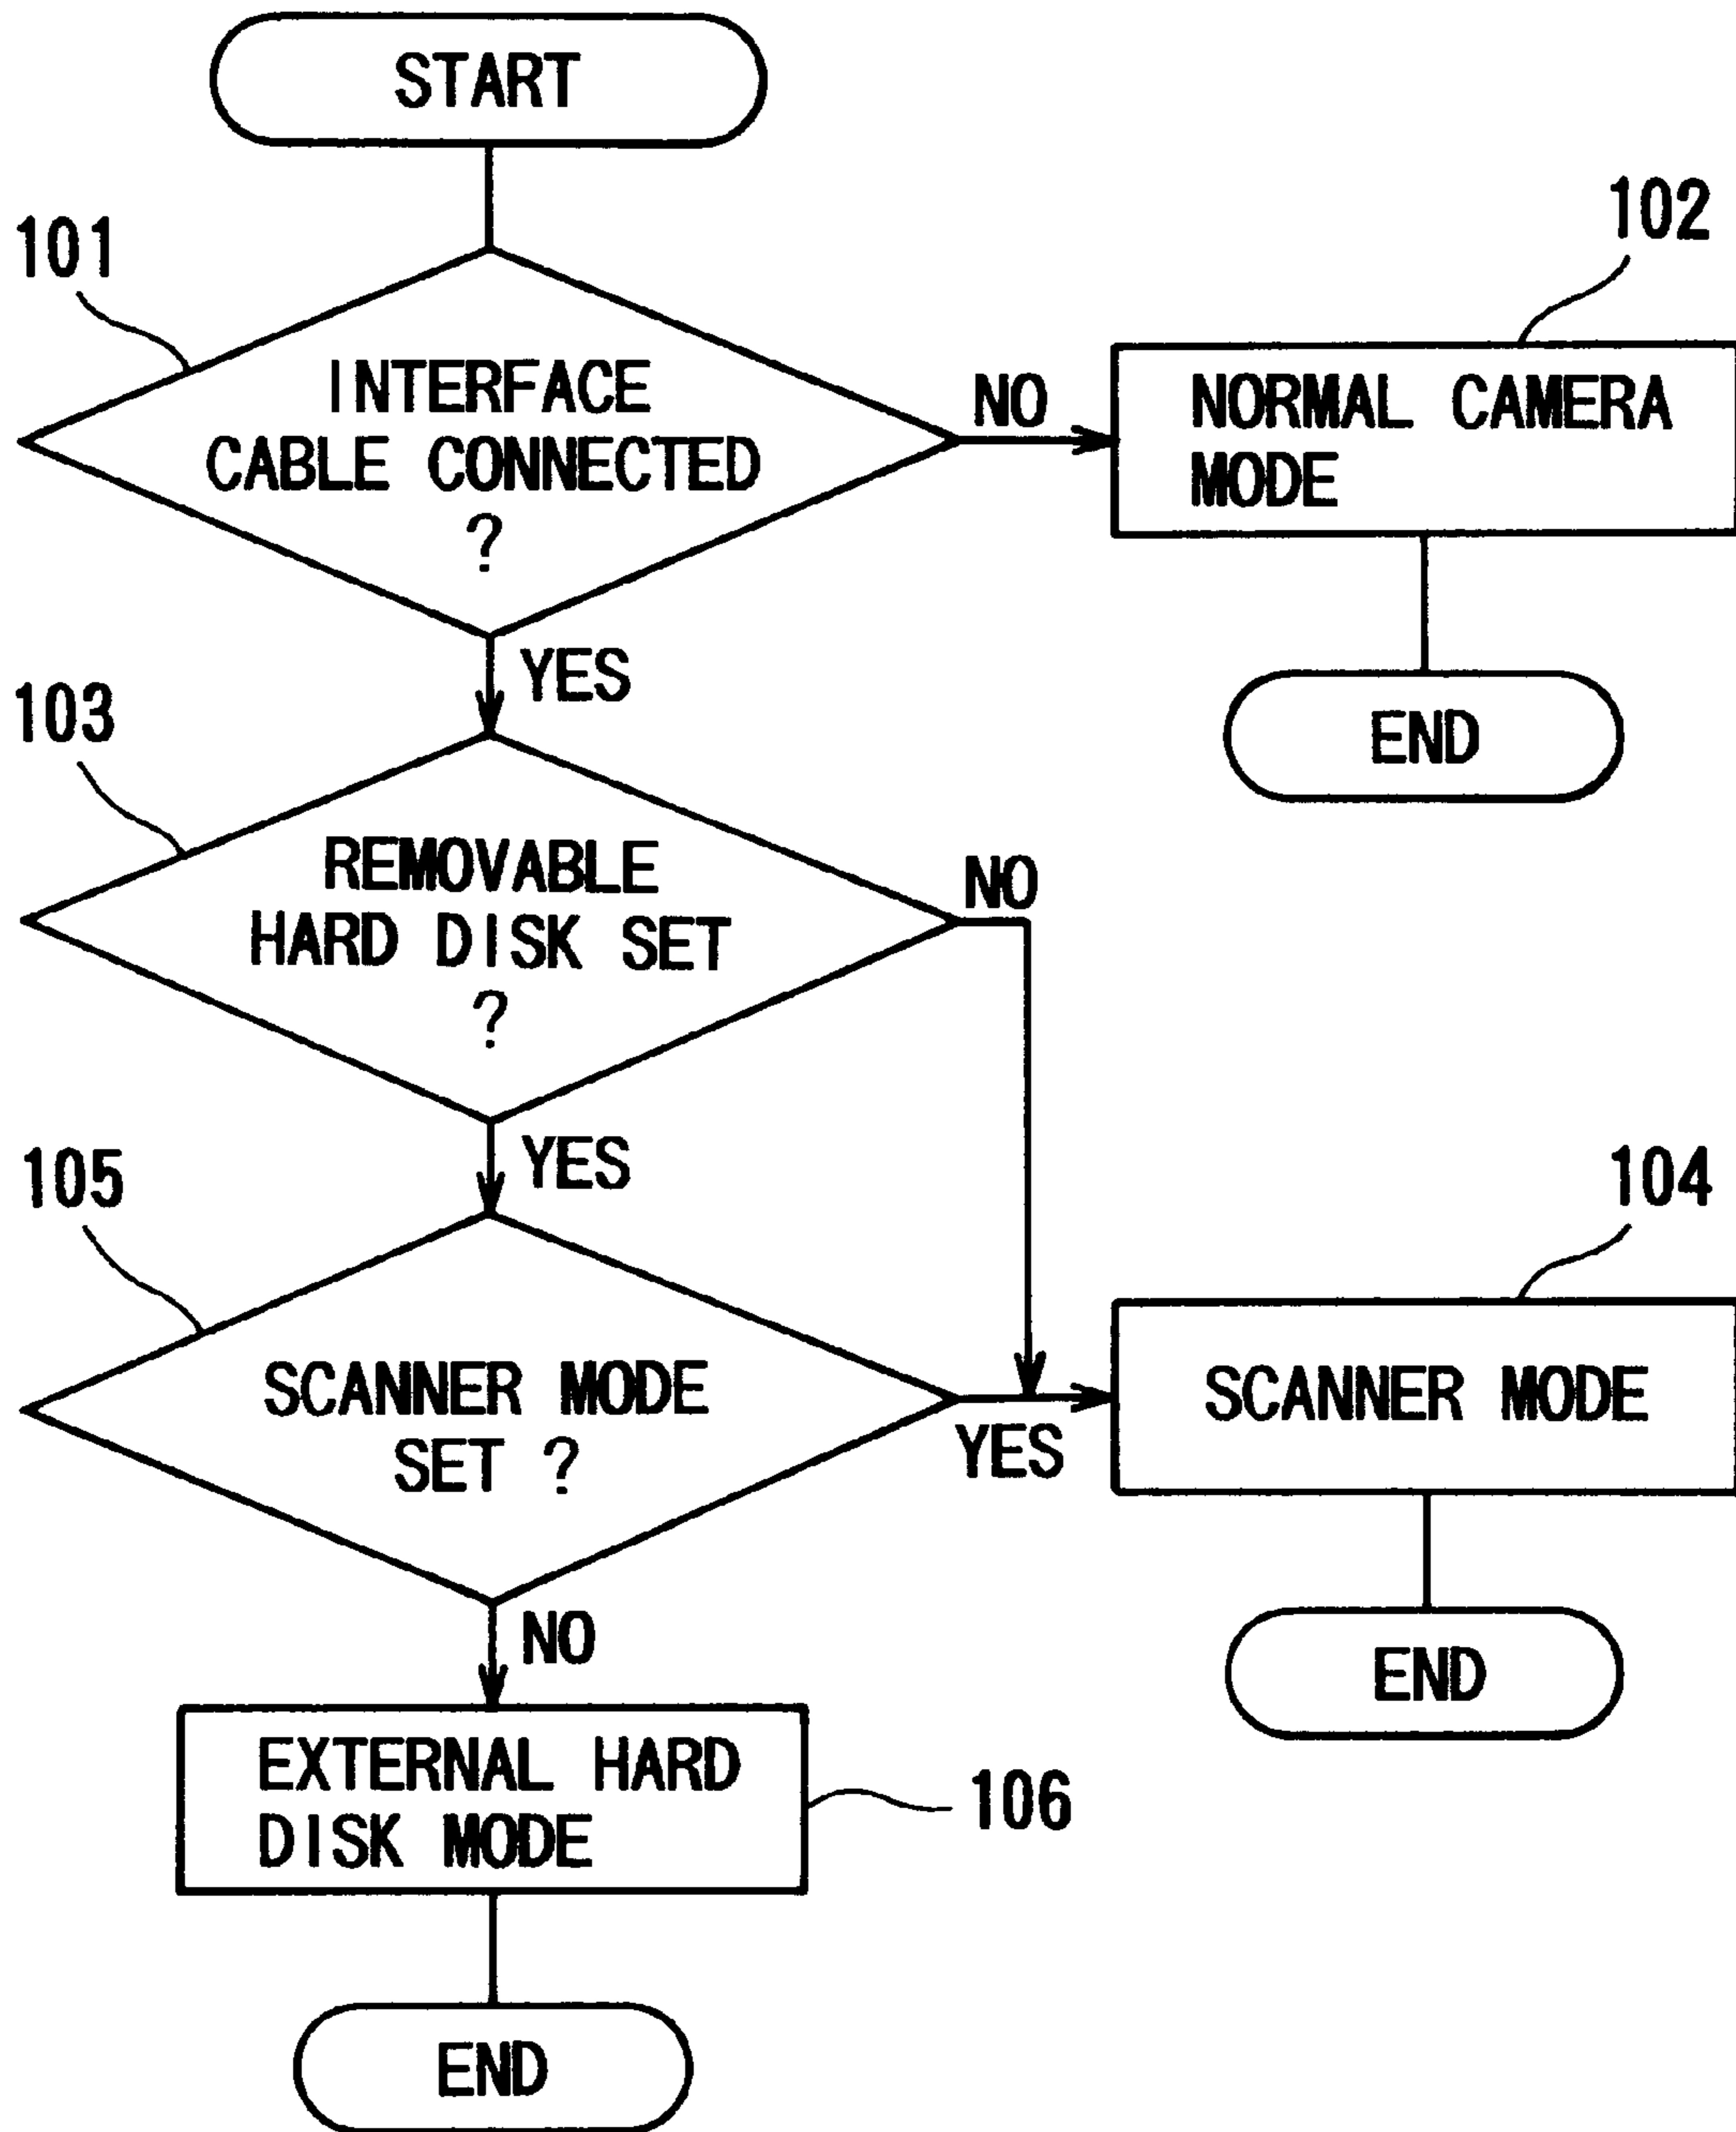 START
101
INTERFACE
CABLE CONNECTED
?
NO
102
NORMAL CAMERA
MODE
END
YES
103
REMOVABLE
HARD DISK SET
?
NO
YES
105
SCANNER MODE
SET ?
YES
104
SCANNER MODE
END
NO
EXTERNAL HARD
DISK MODE
106
END